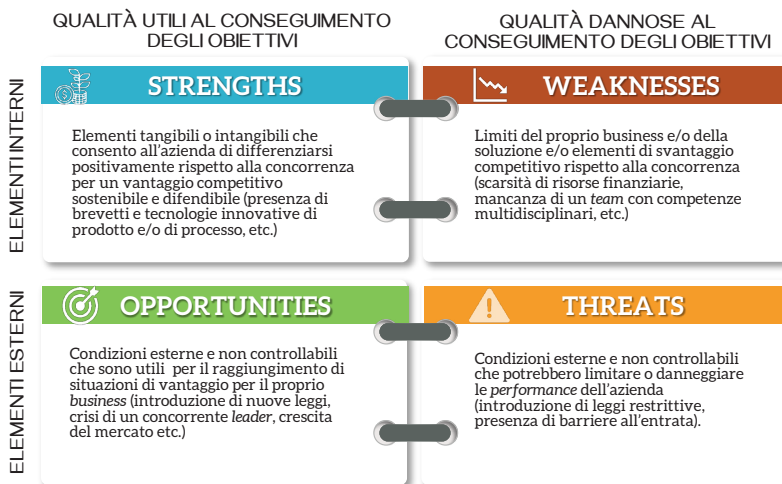 QUALITÀ UTILI AL CONSEGUIMENTO
DEGLI OBIETTIVI
QUALITÀ DANNOSE AL
CONSEGUIMENTO DEGLI OBIETTIVI
ELEMENTI INTERNI
STRENGTHS
Elementi tangibili o intangibili che
consento all'azienda di differenziarsi
positivamente rispetto alla concorrenza
per un vantaggio competitivo
sostenibile e difendibile (presenza di
brevetti e tecnologie innovative di
prodotto e/o di processo, etc.)
WEAKNESSES
Limiti del proprio business e/o della
soluzione e/o elementi di svantaggio
competitivo rispetto alla concorrenza
(scarsità di risorse finanziarie,
mancanza di un team con competenze
multidisciplinari, etc.)
ELEMENTI ESTERNI
OPPORTUNITIES
Condizioni esterne e non controllabili
che sono utili per il raggiungimento di
situazioni di vantaggio per il proprio
business (introduzione di nuove leggi,
crisi di un concorrente leader, crescita
del mercato etc.)
THREATS
Condizioni esterne e non controllabili
che potrebbero limitare o danneggiare
le performance dell'azienda
(introduzione di leggi restrittive,
presenza di barriere all'entrata).